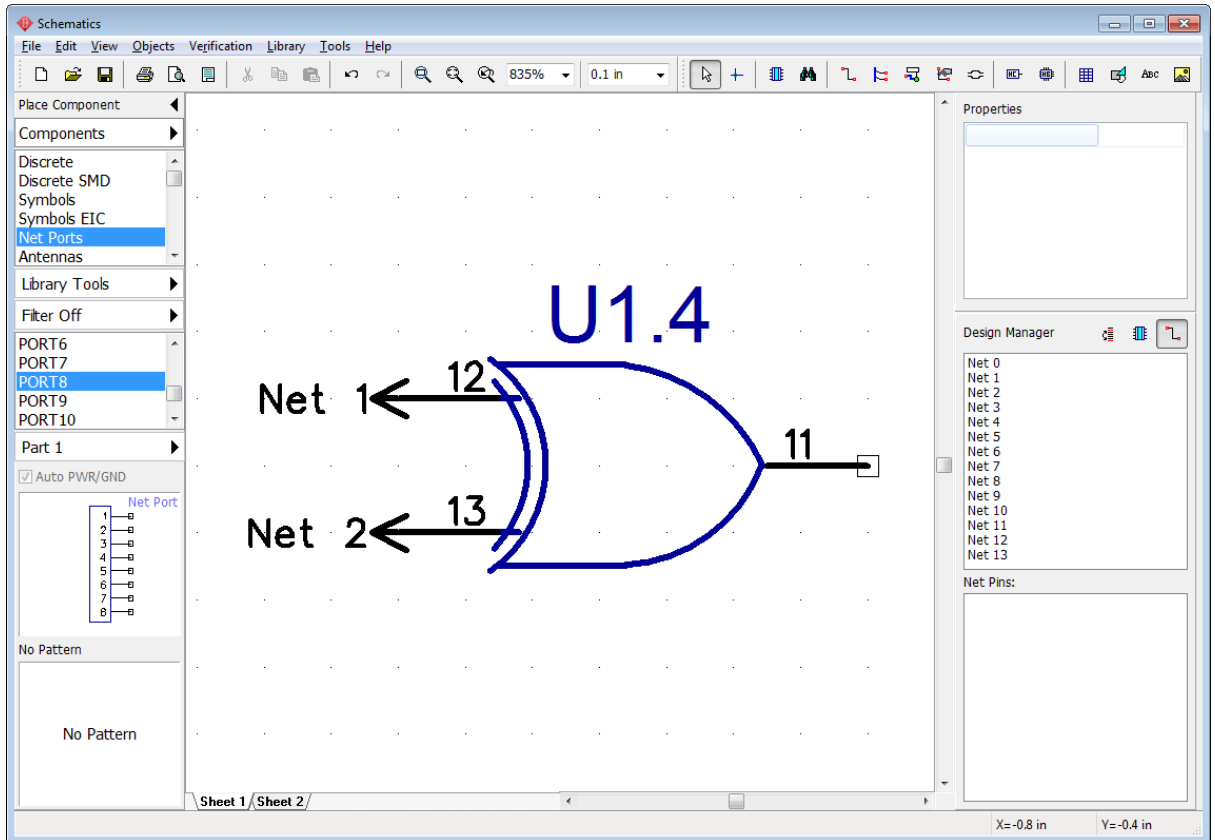 Schematics
File Edit View Objects Verification Library Tools Help
835% 0.1 in ABC
Place Component
Components
Discrete
Discrete SMD
Symbols
Symbols EIC
Net Ports
Antennas
Library Tools
Filter Off
PORT6
PORT7
PORT8
PORT9
PORT10
Part 1
Auto PWR/GND
Net Port
1
2
3
4
5
6
7
8
No Pattern
No Pattern
U1.4
Net 1
12
11
Net 2
13
Sheet 1 Sheet 2
Properties
Design Manager
Net 0
Net 1
Net 2
Net 3
Net 4
Net 5
Net 6
Net 7
Net 8
Net 9
Net 10
Net 11
Net 12
Net 13
Net Pins:
X=-0.8 in Y=-0.4 in